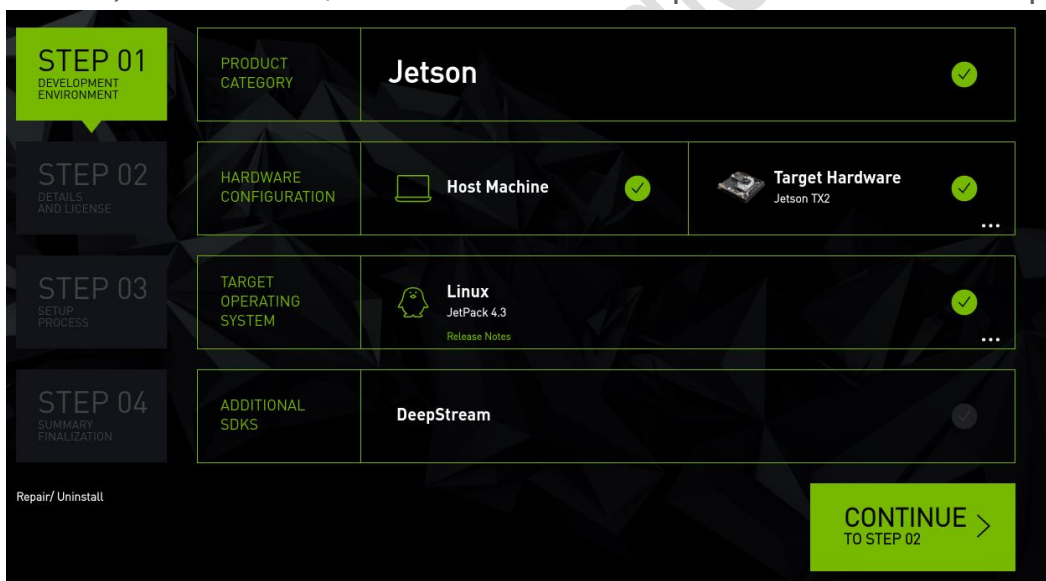 STEP 01
DEVELOPMENT
ENVIRONMENT
PRODUCT
CATEGORY
Jetson
STEP 02
DETAILS
AND LICENSE
HARDWARE
CONFIGURATION
Host Machine
Target Hardware
Jetson TX2
...
STEP 03
SETUP
PROCESS
TARGET
OPERATING
SYSTEM
Linux
JetPack 4.3
Release Notes
...
STEP 04
SUMMARY
FINALIZATION
ADDITIONAL
SDKS
DeepStream
Repair/ Uninstall
CONTINUE >
TO STEP 02